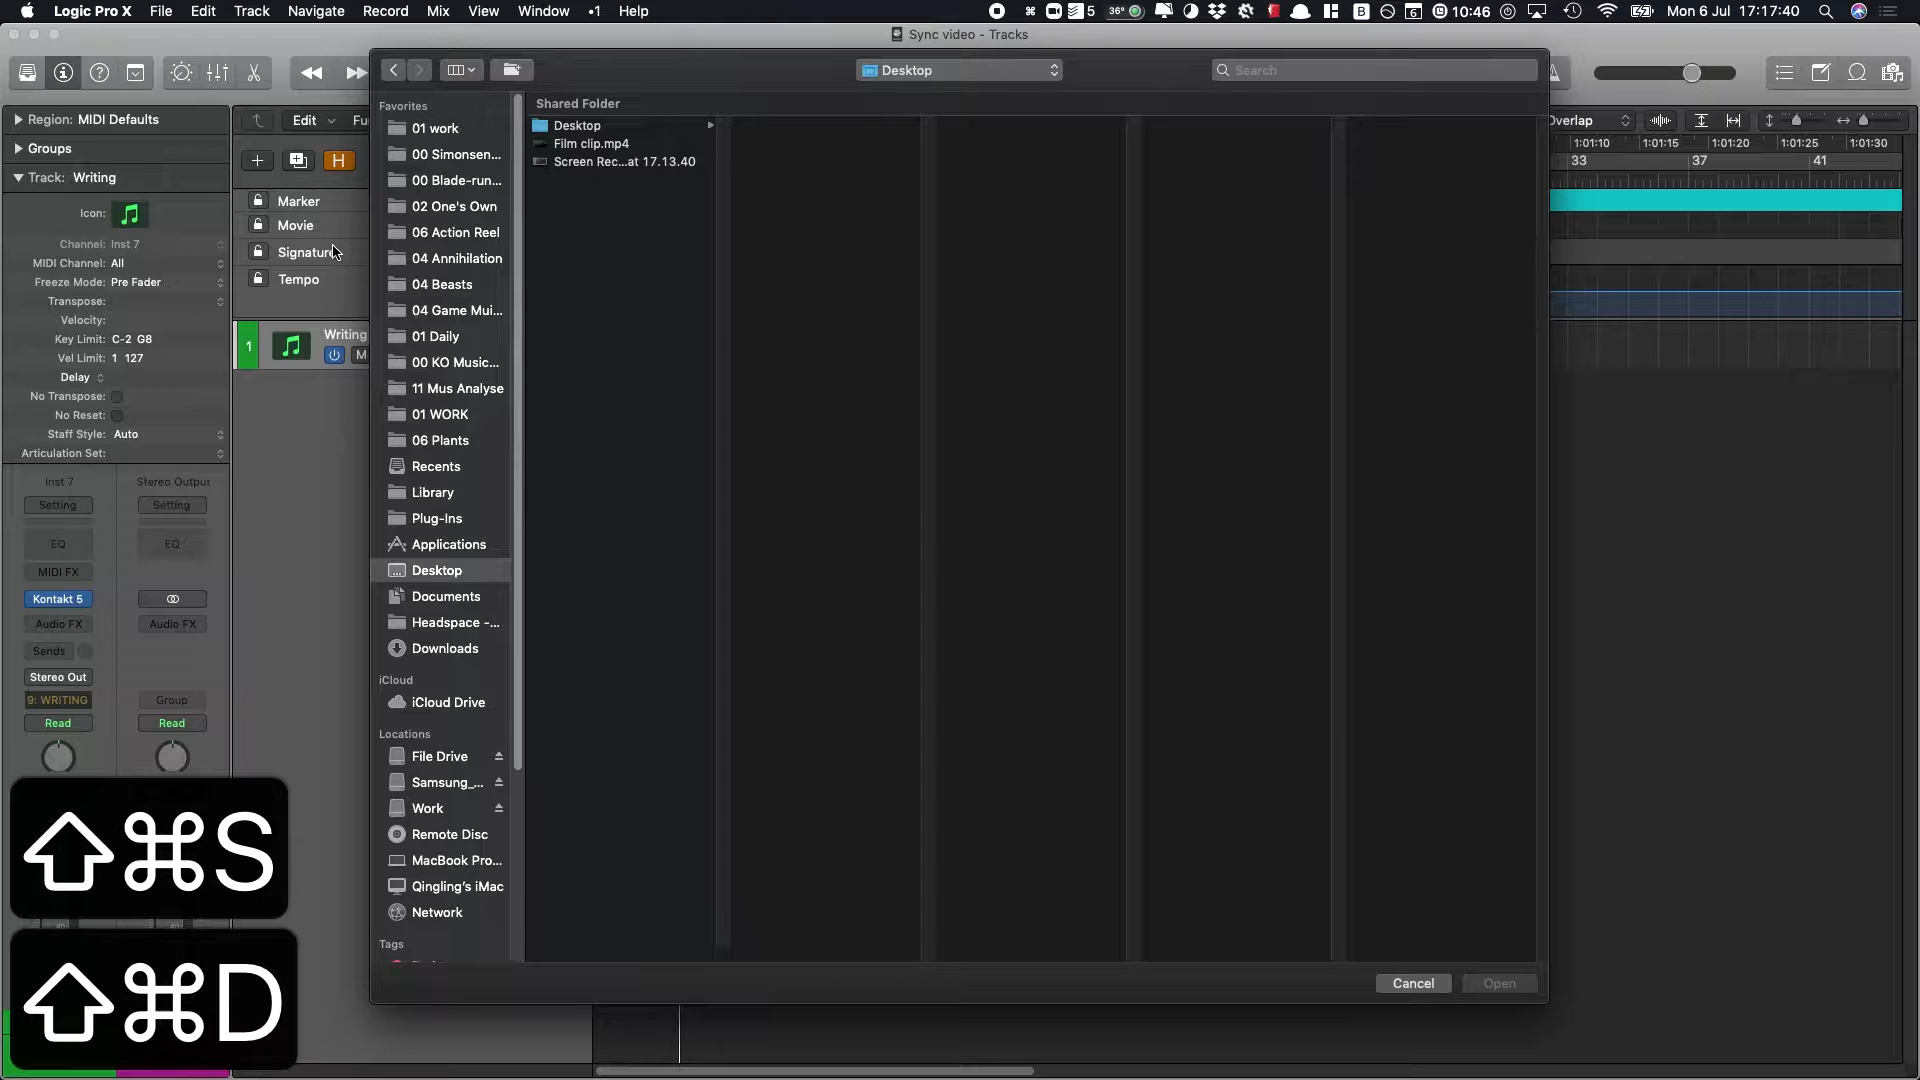 Logic Pro X File Edit Track Navigate Record Mix View Window •1 Help
5 36° B 6 10:46 Mon 6 Jul 17:17:40
Sync video - Tracks
Desktop
Search
Region: MIDI Defaults
Groups
Track: Writing
Icon:
Channel: Inst 7
MIDI Channel: All
Freeze Mode: Pre Fader
Transpose:
Velocity:
Key Limit: C-2 G8
Vel Limit: 1 127
Delay
No Transpose:
No Reset:
Staff Style: Auto
Articulation Set:
Inst 7
Setting
EQ
MIDI FX
Kontakt 5
Audio FX
Sends
Stereo Out
9: WRITING
Read
Stereo Output
Setting
EQ
Audio FX
Group
Read
Edit
H
Marker
Movie
Signature
Tempo
1
Writing
M
Favorites
01 work
00 Simonsen...
00 Blade-run...
02 One's Own
06 Action Reel
04 Annihilation
04 Beasts
04 Game Mui...
01 Daily
00 KO Music...
11 Mus Analyse
01 WORK
06 Plants
Recents
Library
Plug-Ins
Applications
Desktop
Documents
Headspace -...
Downloads
iCloud
iCloud Drive
Locations
File Drive
Samsung_...
Work
Remote Disc
MacBook Pro...
Qingling's iMac
Network
Tags
Shared Folder
Desktop
Film clip.mp4
Screen Rec...at 17.13.40
Cancel
Open
Overlap
1:01:10 1:01:15 1:01:20 1:01:25 1:01:30
33 37 41
⇧⌘S
⇧⌘D